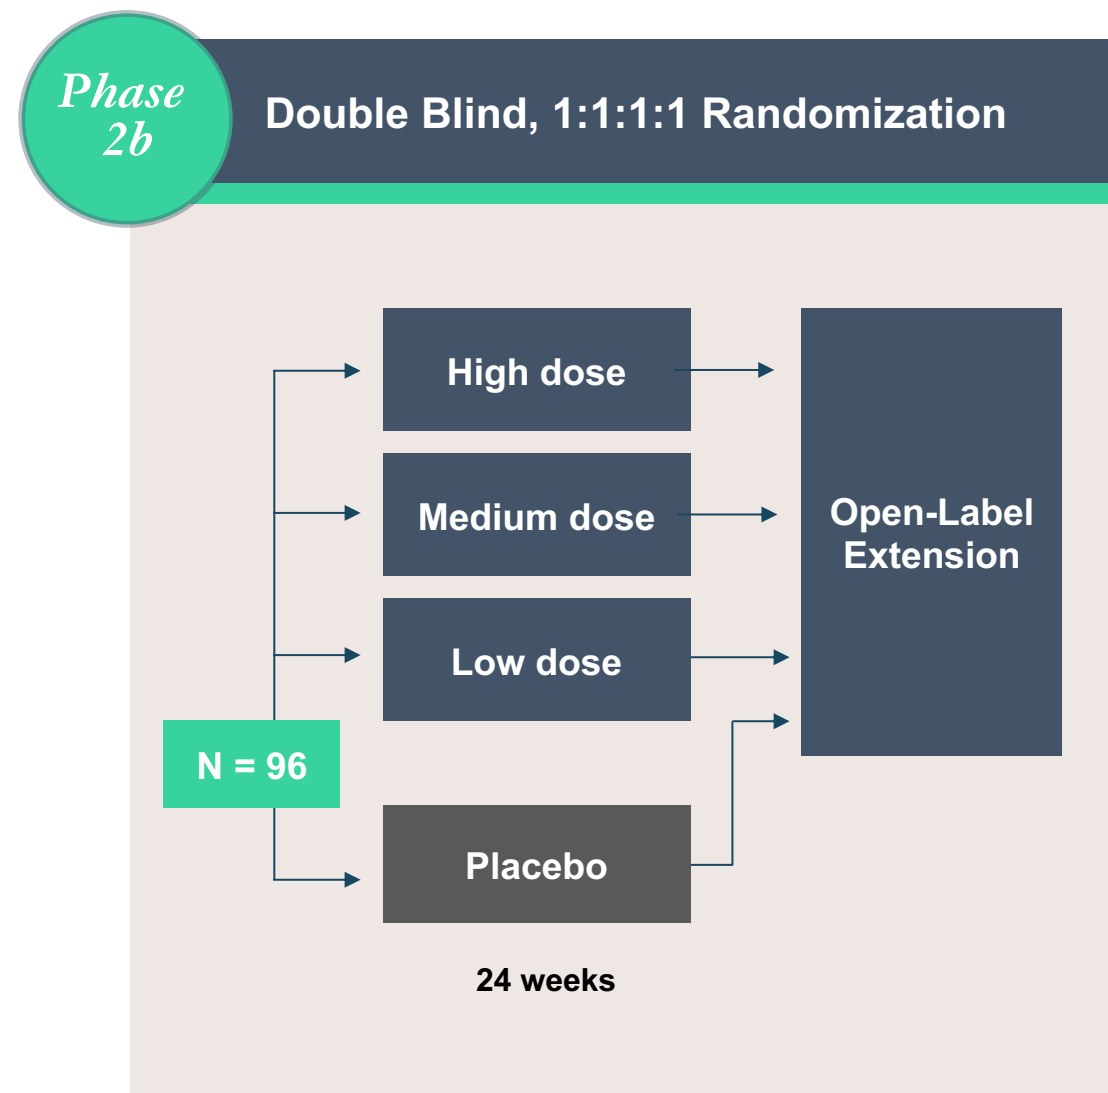 Phase
2b
Double Blind, 1:1:1:1 Randomization
High dose
Medium dose
Low dose
N = 96
Placebo
Open-Label
Extension
24 weeks